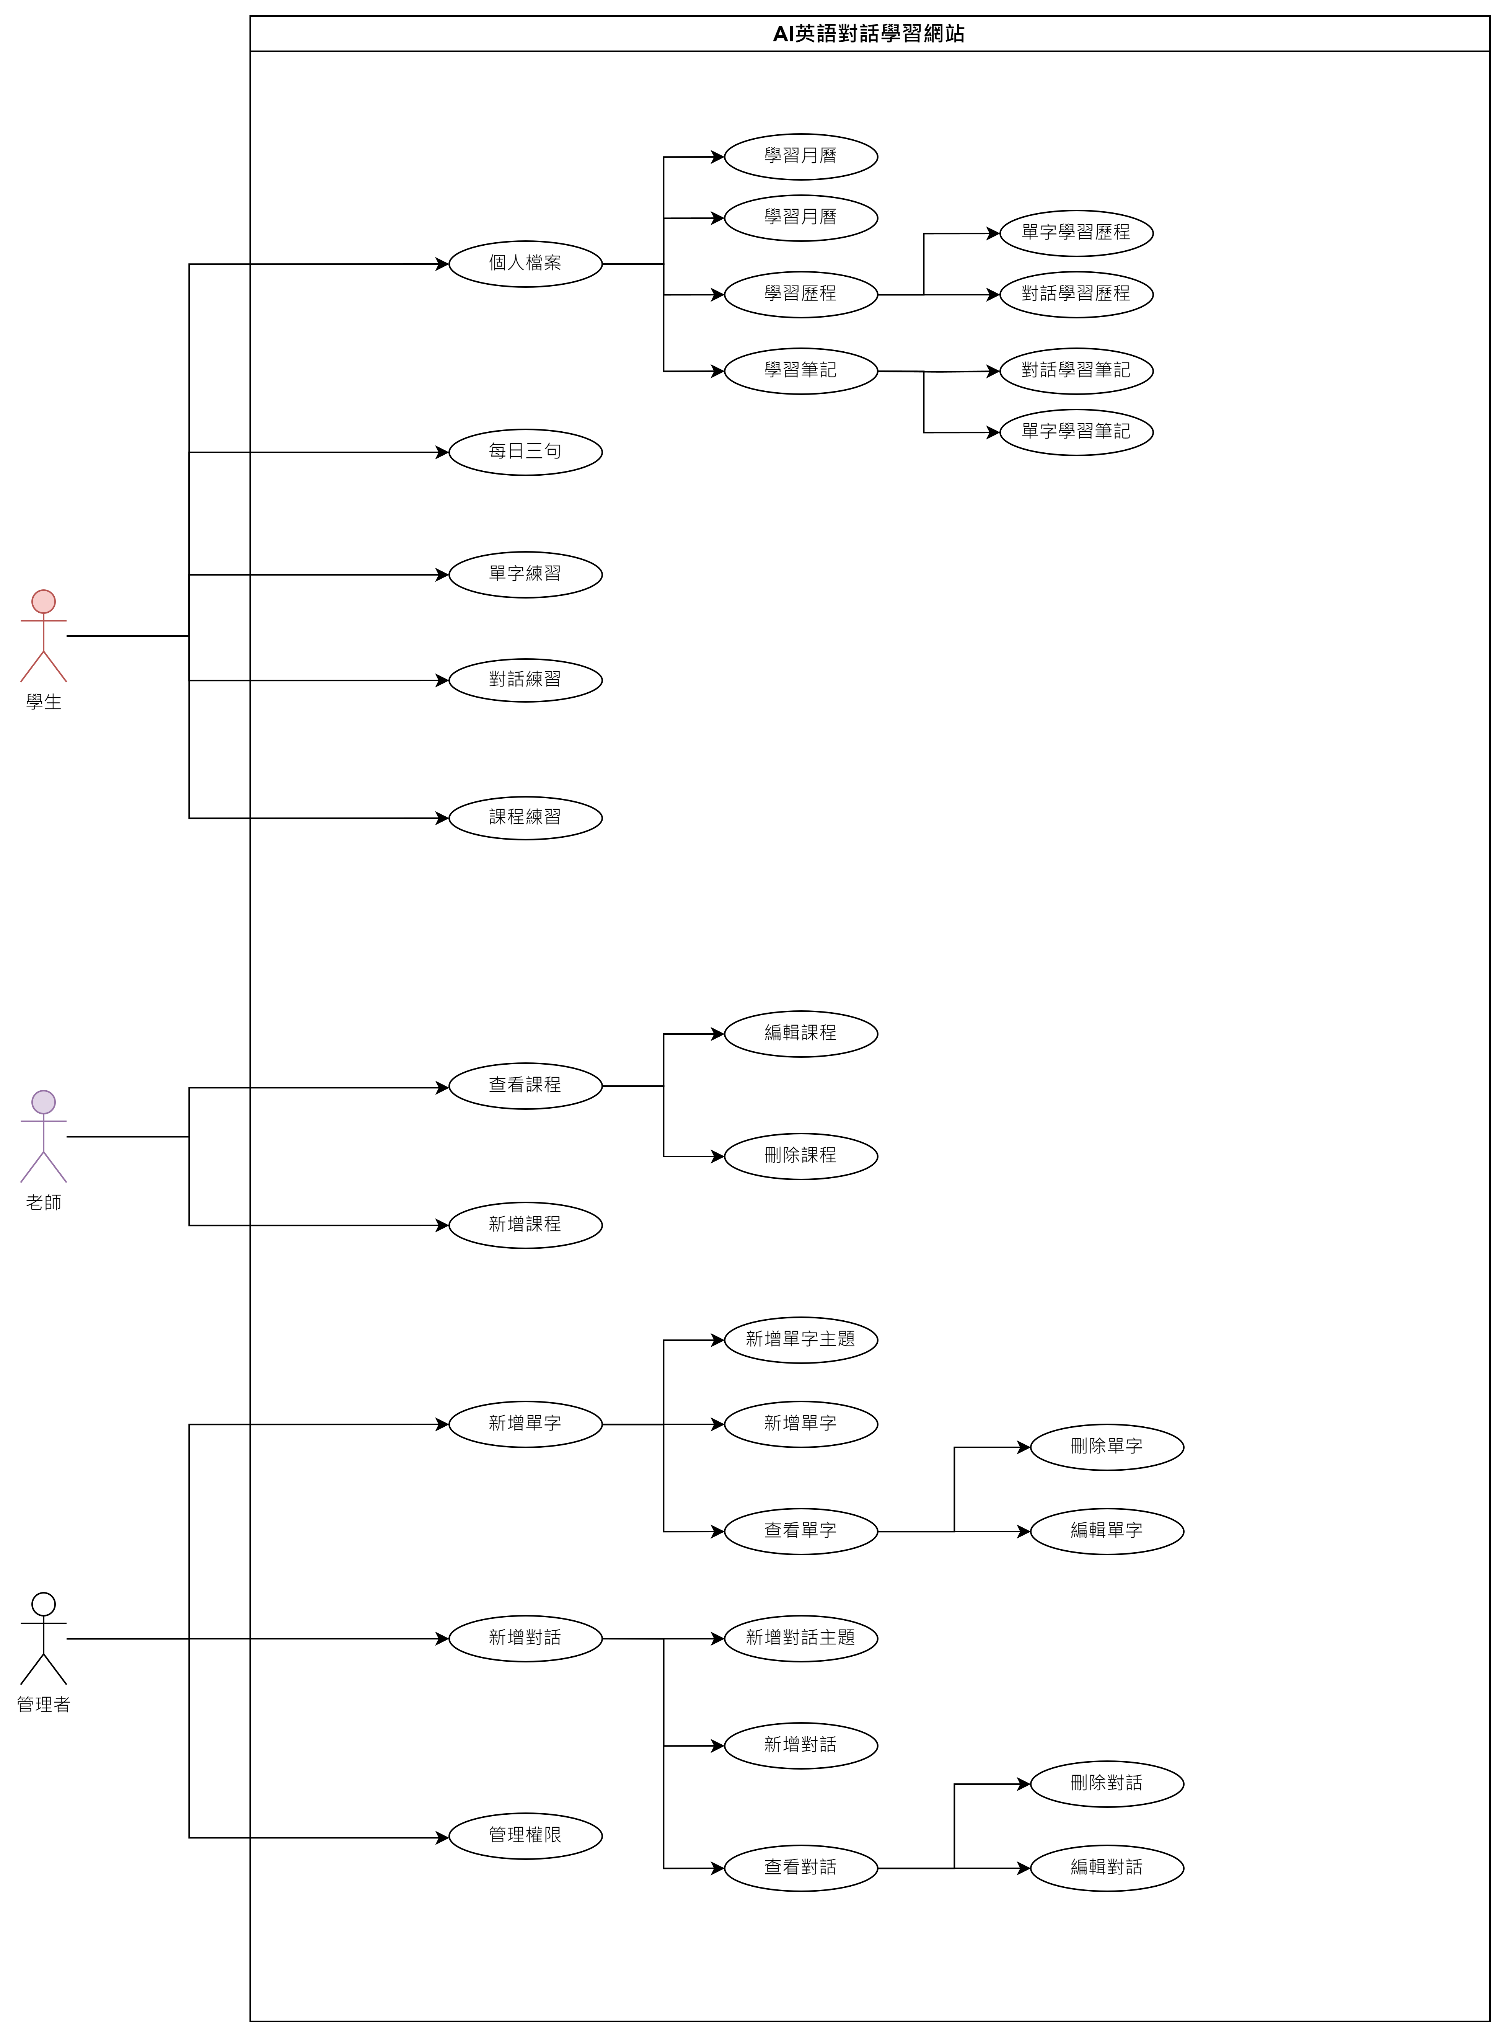 AI英語對話學習網站
學習月曆
學習月曆
單字學習歷程
個人檔案
學習歷程
對話學習歷程
學習筆記
對話學習筆記
單字學習筆記
每日三句
單字練習
學生
對話練習
課程練習
編輯課程
查看課程
刪除課程
老師
新增課程
新增單字主題
新增單字
新增單字
刪除單字
查看單字
編輯單字
管理者
新增對話
新增對話主題
新增對話
刪除對話
管理權限
查看對話
編輯對話